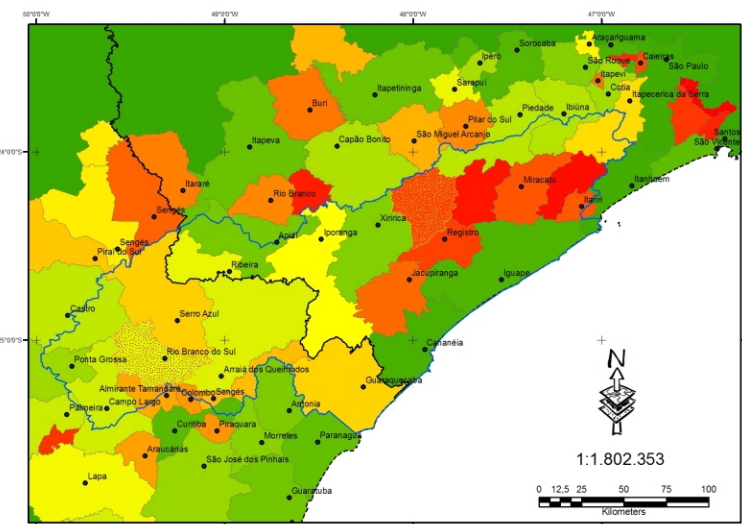 50°0'0"S 49°0'0"S 48°0'0"S 47°0'0"S
Araçariguama
Sorocaba
Ipéro
São Roque
Caieiras
São Paulo
Itapevi
Sarapuí
Itapetininga
Cotia
Itapecerica da Serra
Buri
Piedade
Ibiúna
Pilar do Sul
Santos
São Miguel Arcanjo
Itapeva
Capão Bonito
São Vicente
24°0'0"S
Itararé
Miracatu
Itanhaem
Rio Branco
Itariri
Sengés
Xiririca
Registro
Apiaí
Iporanga
Sengés
Piraí do Sul
Ribeira
Jacupiranga
Iguape
Castro
Serro Azul
25°0'0"S
Cananéia
Rio Branco do Sul
Ponta Grossa
Arraiá dos Queimados
Guaraqueçaba
Almirante Tamandaré
Colombo
Sengés
Campo Largo
Palmeira
Antonia
Curitiba
Piraquara
Morretes
Paranaguá
Araucárias
São José dos Pinhais
Lapa
Guaratuba
N
1:1.802.353
0 12,5 25 50 75 100
Kilometers